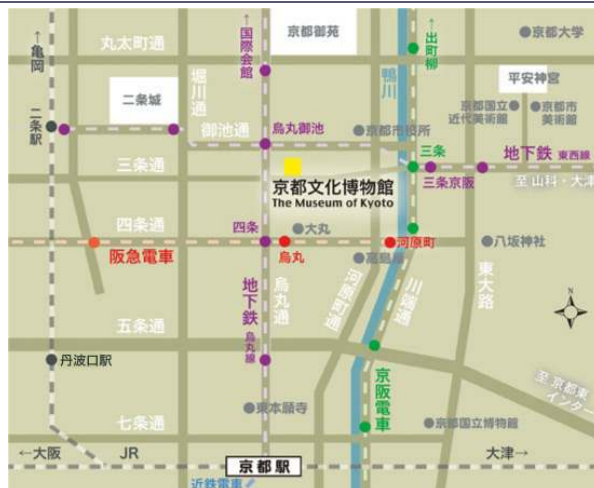 ↑亀岡
丸太町通
↑国際会館
京都御苑
↑出町柳
京都大学
堀川通
鴨川
平安神宮
二条城
二条駅
御池通
烏丸御池
京都市役所
京都国立
近代美術館
京都市
美術館
三条通
三条
地下鉄 東西線
三条京阪
至 山科・大津
京都文化博物館
The Museum of Kyoto
四条通
四条
大丸
阪急電車
烏丸
高島屋
河原町
八坂神社
地下鉄
烏丸線
烏丸通
河原町通
川端通
東大路
五条通
丹波口駅
京阪電車
至 京都東
インター
東本願寺
七条通
京都国立博物館
←大阪
JR
京都駅
大津→
近鉄電車